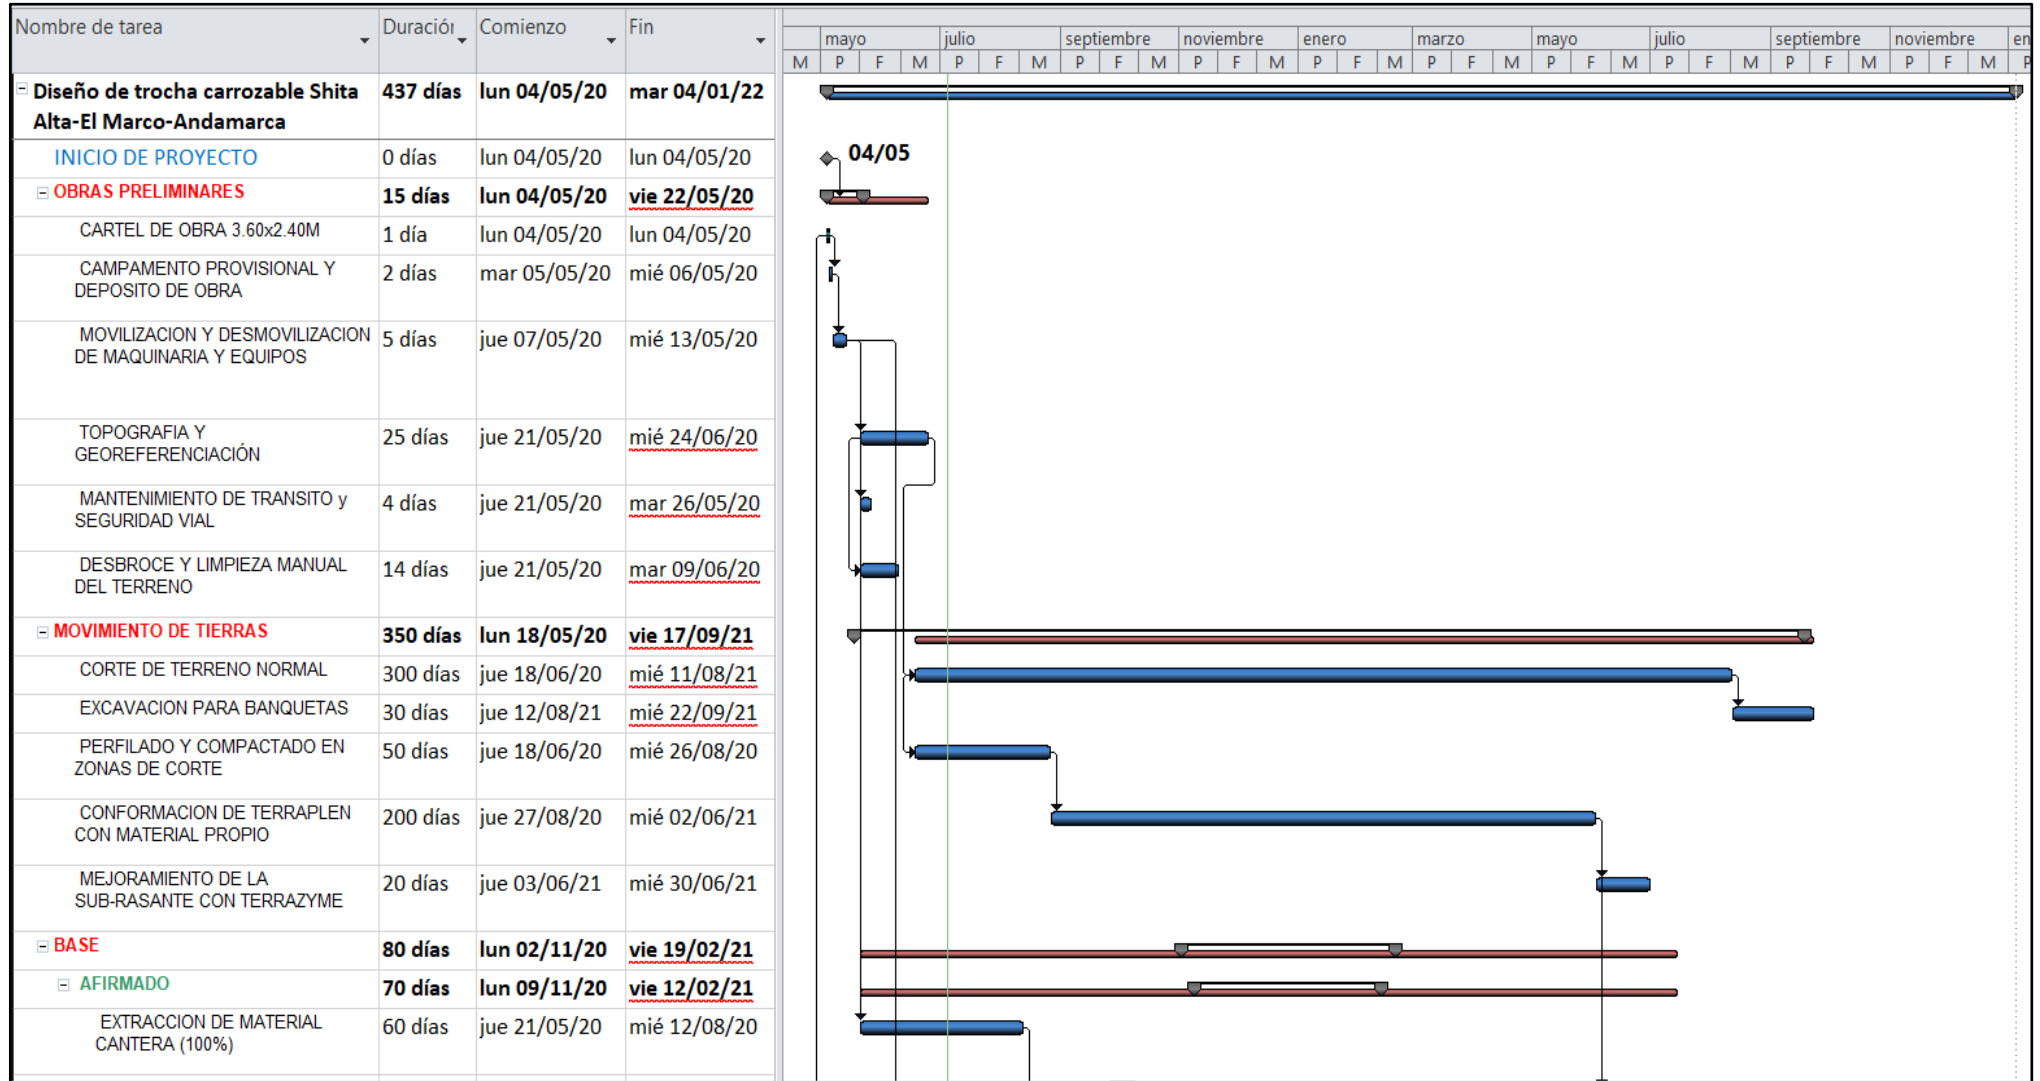 Nombre de tarea Duración Comienzo Fin
mayo julio septiembre noviembre enero marzo mayo julio septiembre noviembre en
M P F M P F M P F M P F M P F M P F M P F M P F M P F M P F M P
Diseño de trocha carrozable Shita 437 días lun 04/05/20 mar 04/01/22
Alta-El Marco-Andamarca
INICIO DE PROYECTO 0 días lun 04/05/20 lun 04/05/20 04/05
OBRAS PRELIMINARES 15 días lun 04/05/20 vie 22/05/20
CARTEL DE OBRA 3.60x2.40M 1 día lun 04/05/20 lun 04/05/20
CAMPAMENTO PROVISIONAL Y 2 días mar 05/05/20 mié 06/05/20
DEPOSITO DE OBRA
MOVILIZACION Y DESMOVILIZACION 5 días jue 07/05/20 mié 13/05/20
DE MAQUINARIA Y EQUIPOS
TOPOGRAFIA Y 25 días jue 21/05/20 mié 24/06/20
GEOREFERENCIACIÓN
MANTENIMIENTO DE TRANSITO y 4 días jue 21/05/20 mar 26/05/20
SEGURIDAD VIAL
DESBROCE Y LIMPIEZA MANUAL 14 días jue 21/05/20 mar 09/06/20
DEL TERRENO
MOVIMIENTO DE TIERRAS 350 días lun 18/05/20 vie 17/09/21
CORTE DE TERRENO NORMAL 300 días jue 18/06/20 mié 11/08/21
EXCAVACION PARA BANQUETAS 30 días jue 12/08/21 mié 22/09/21
PERFILADO Y COMPACTADO EN 50 días jue 18/06/20 mié 26/08/20
ZONAS DE CORTE
CONFORMACION DE TERRAPLEN 200 días jue 27/08/20 mié 02/06/21
CON MATERIAL PROPIO
MEJORAMIENTO DE LA 20 días jue 03/06/21 mié 30/06/21
SUB-RASANTE CON TERRAZYME
BASE 80 días lun 02/11/20 vie 19/02/21
AFIRMADO 70 días lun 09/11/20 vie 12/02/21
EXTRACCION DE MATERIAL 60 días jue 21/05/20 mié 12/08/20
CANTERA (100%)